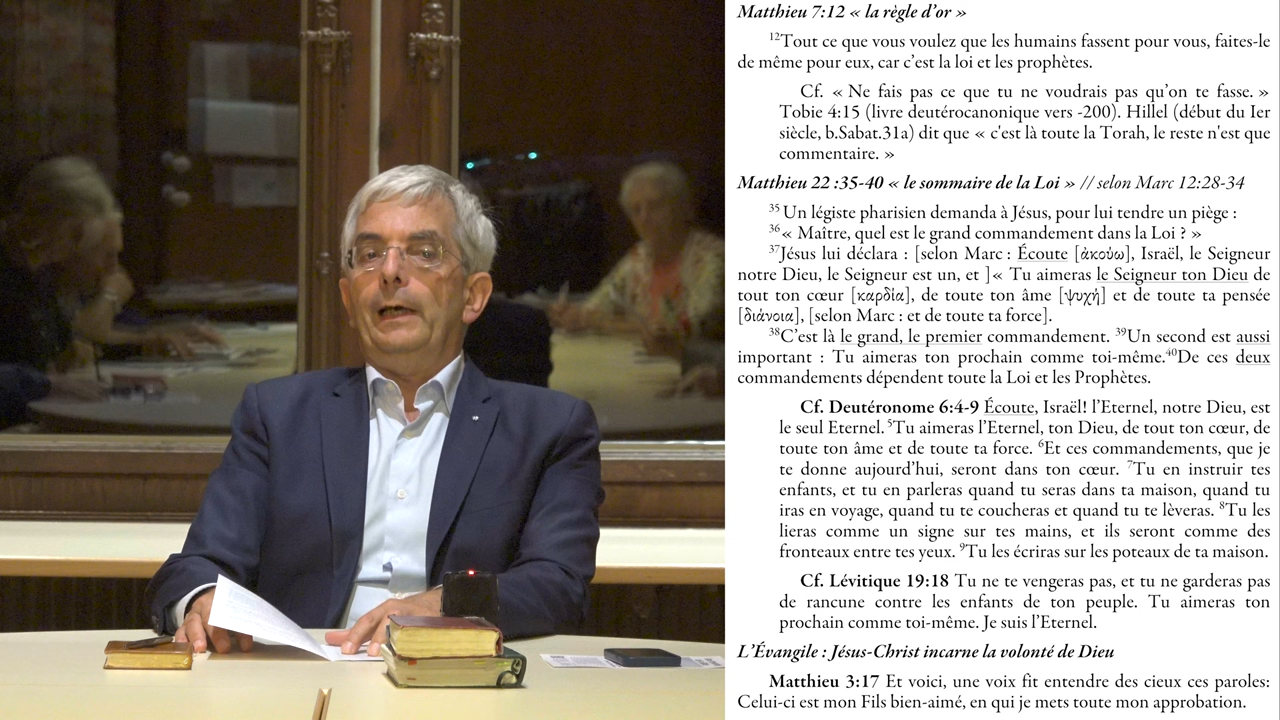 Matthieu 7:12 « la règle d’or »
¹²Tout ce que vous voulez que les humains fassent pour vous, faites-le
de même pour eux, car c’est la loi et les prophètes.
Cf. « Ne fais pas ce que tu ne voudrais pas qu’on te fasse. »
Tobie 4:15 (livre deutérocanonique vers -200). Hillel (début du Ier
siècle, b.Sabat.31a) dit que « c'est là toute la Torah, le reste n'est que
commentaire. »
Matthieu 22 :35-40 « le sommaire de la Loi » // selon Marc 12:28-34
³⁵ Un légiste pharisien demanda à Jésus, pour lui tendre un piège :
³⁶« Maître, quel est le grand commandement dans la Loi ? »
³⁷Jésus lui déclara : [selon Marc : Écoute [ἀκούω], Israël, le Seigneur
notre Dieu, le Seigneur est un, et ]« Tu aimeras le Seigneur ton Dieu de
tout ton cœur [καρδία], de toute ton âme [ψυχή] et de toute ta pensée
[διάνοια], [selon Marc : et de toute ta force].
³⁸C’est là le grand, le premier commandement. ³⁹Un second est aussi
important : Tu aimeras ton prochain comme toi-même.⁴⁰De ces deux
commandements dépendent toute la Loi et les Prophètes.
Cf. Deutéronome 6:4-9 Écoute, Israël! l’Eternel, notre Dieu, est
le seul Eternel. ⁵Tu aimeras l’Eternel, ton Dieu, de tout ton cœur, de
toute ton âme et de toute ta force. ⁶Et ces commandements, que je
te donne aujourd’hui, seront dans ton cœur. ⁷Tu en instruir tes
enfants, et tu en parleras quand tu seras dans ta maison, quand tu
iras en voyage, quand tu te coucheras et quand tu te lèveras. ⁸Tu les
lieras comme un signe sur tes mains, et ils seront comme des
fronteaux entre tes yeux. ⁹Tu les écriras sur les poteaux de ta maison.
Cf. Lévitique 19:18 Tu ne te vengeras pas, et tu ne garderas pas
de rancune contre les enfants de ton peuple. Tu aimeras ton
prochain comme toi-même. Je suis l’Eternel.
L’Évangile : Jésus-Christ incarne la volonté de Dieu
Matthieu 3:17 Et voici, une voix fit entendre des cieux ces paroles:
Celui-ci est mon Fils bien-aimé, en qui je mets toute mon approbation.